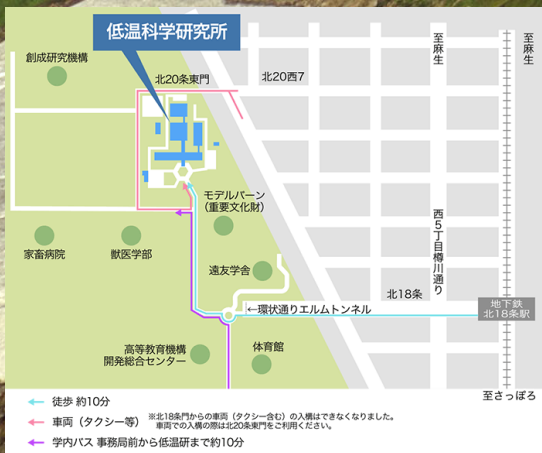 低温科学研究所
創成研究機構
北20条東門
北20西7
至麻生
至麻生
モデルバーン
(重要文化財)
家畜病院
獣医学部
遠友学舎
西5丁目樽川通り
北18条
地下鉄
北18条駅
←環状通りエルムトンネル
高等教育機構
開発総合センター
体育館
至さっぽろ
徒歩 約10分
車両(タクシー等) ※北18条門からの車両(タクシー含む)の入構はできなくなりました。
車両での入構の際は北20条東門をご利用ください。
学内バス 事務局前から低温研まで約10分